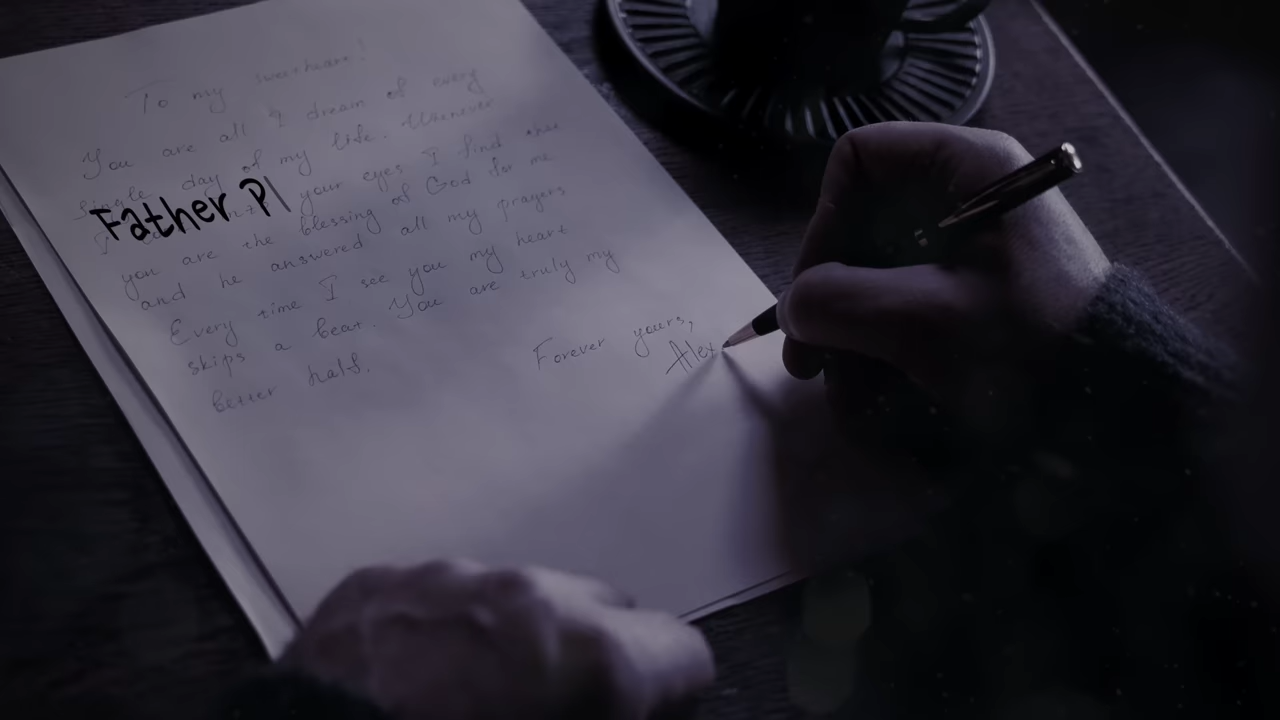 To my sweetheart!
You are all I dream of every
single day of my life. Whenever
your eyes I find
Father P
you are the blessing of God for me
and he answered all my prayers
Every time I see you my heart
skips a beat. You are truly my
better half.
Forever yours,
Alex